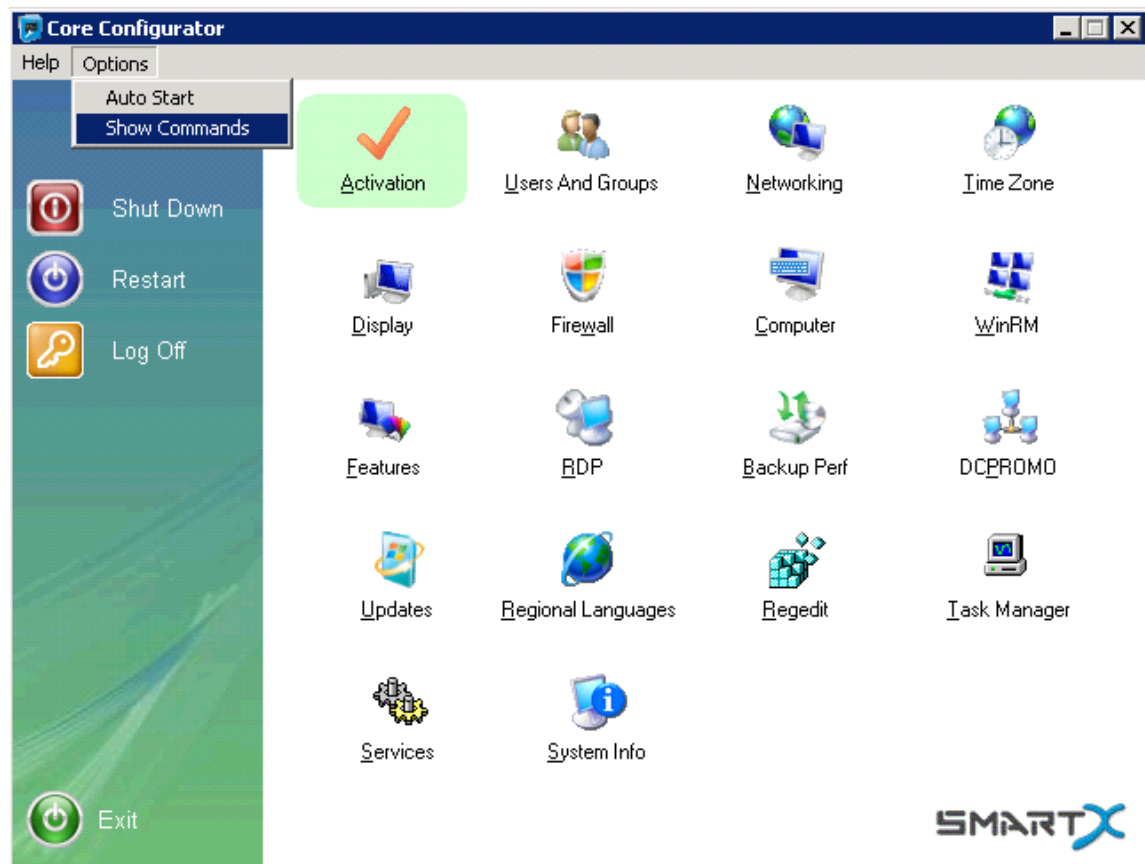 Core Configurator
Help Options
Auto Start
Show Commands
Shut Down
Restart
Log Off
Exit
Activation Users And Groups Networking Time Zone
Display Firewall Computer WinRM
Features RDP Backup Perf DCPROMO
Updates Regional Languages Regedit Task Manager
Services System Info
SMARTX